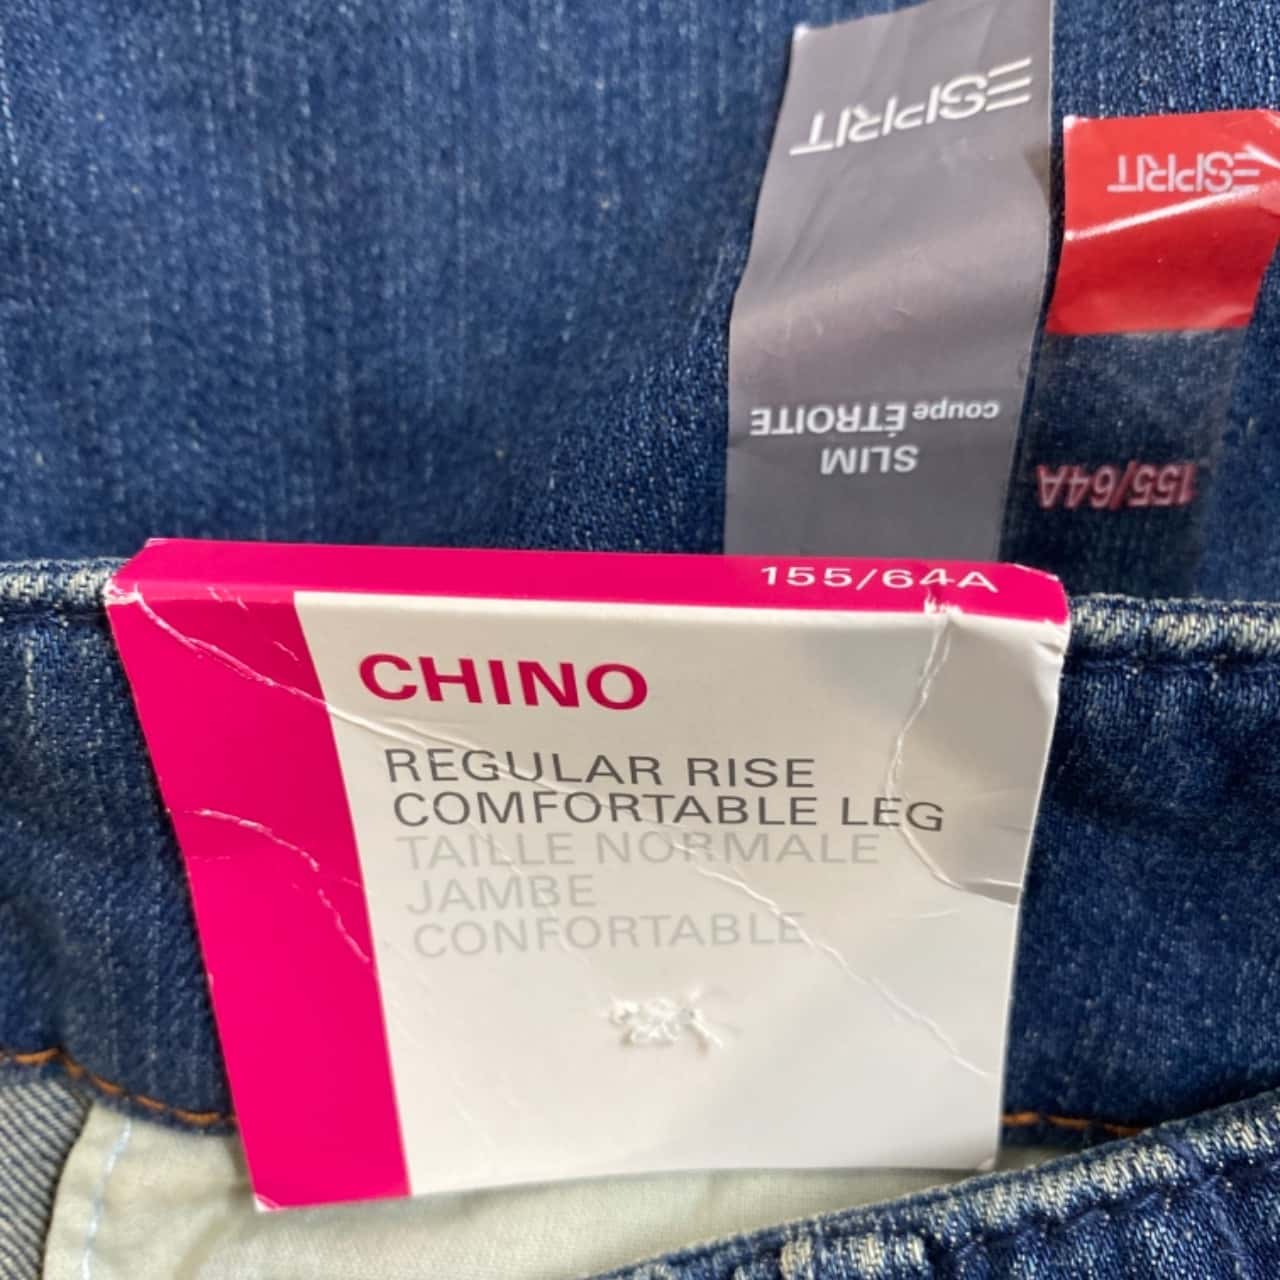 ESPRIT
SLIM
coupe ÉTROITE
ESPRIT
155/64A
155/64A
CHINO
REGULAR RISE
COMFORTABLE LEG
TAILLE NORMALE
JAMBE
CONFORTABLE